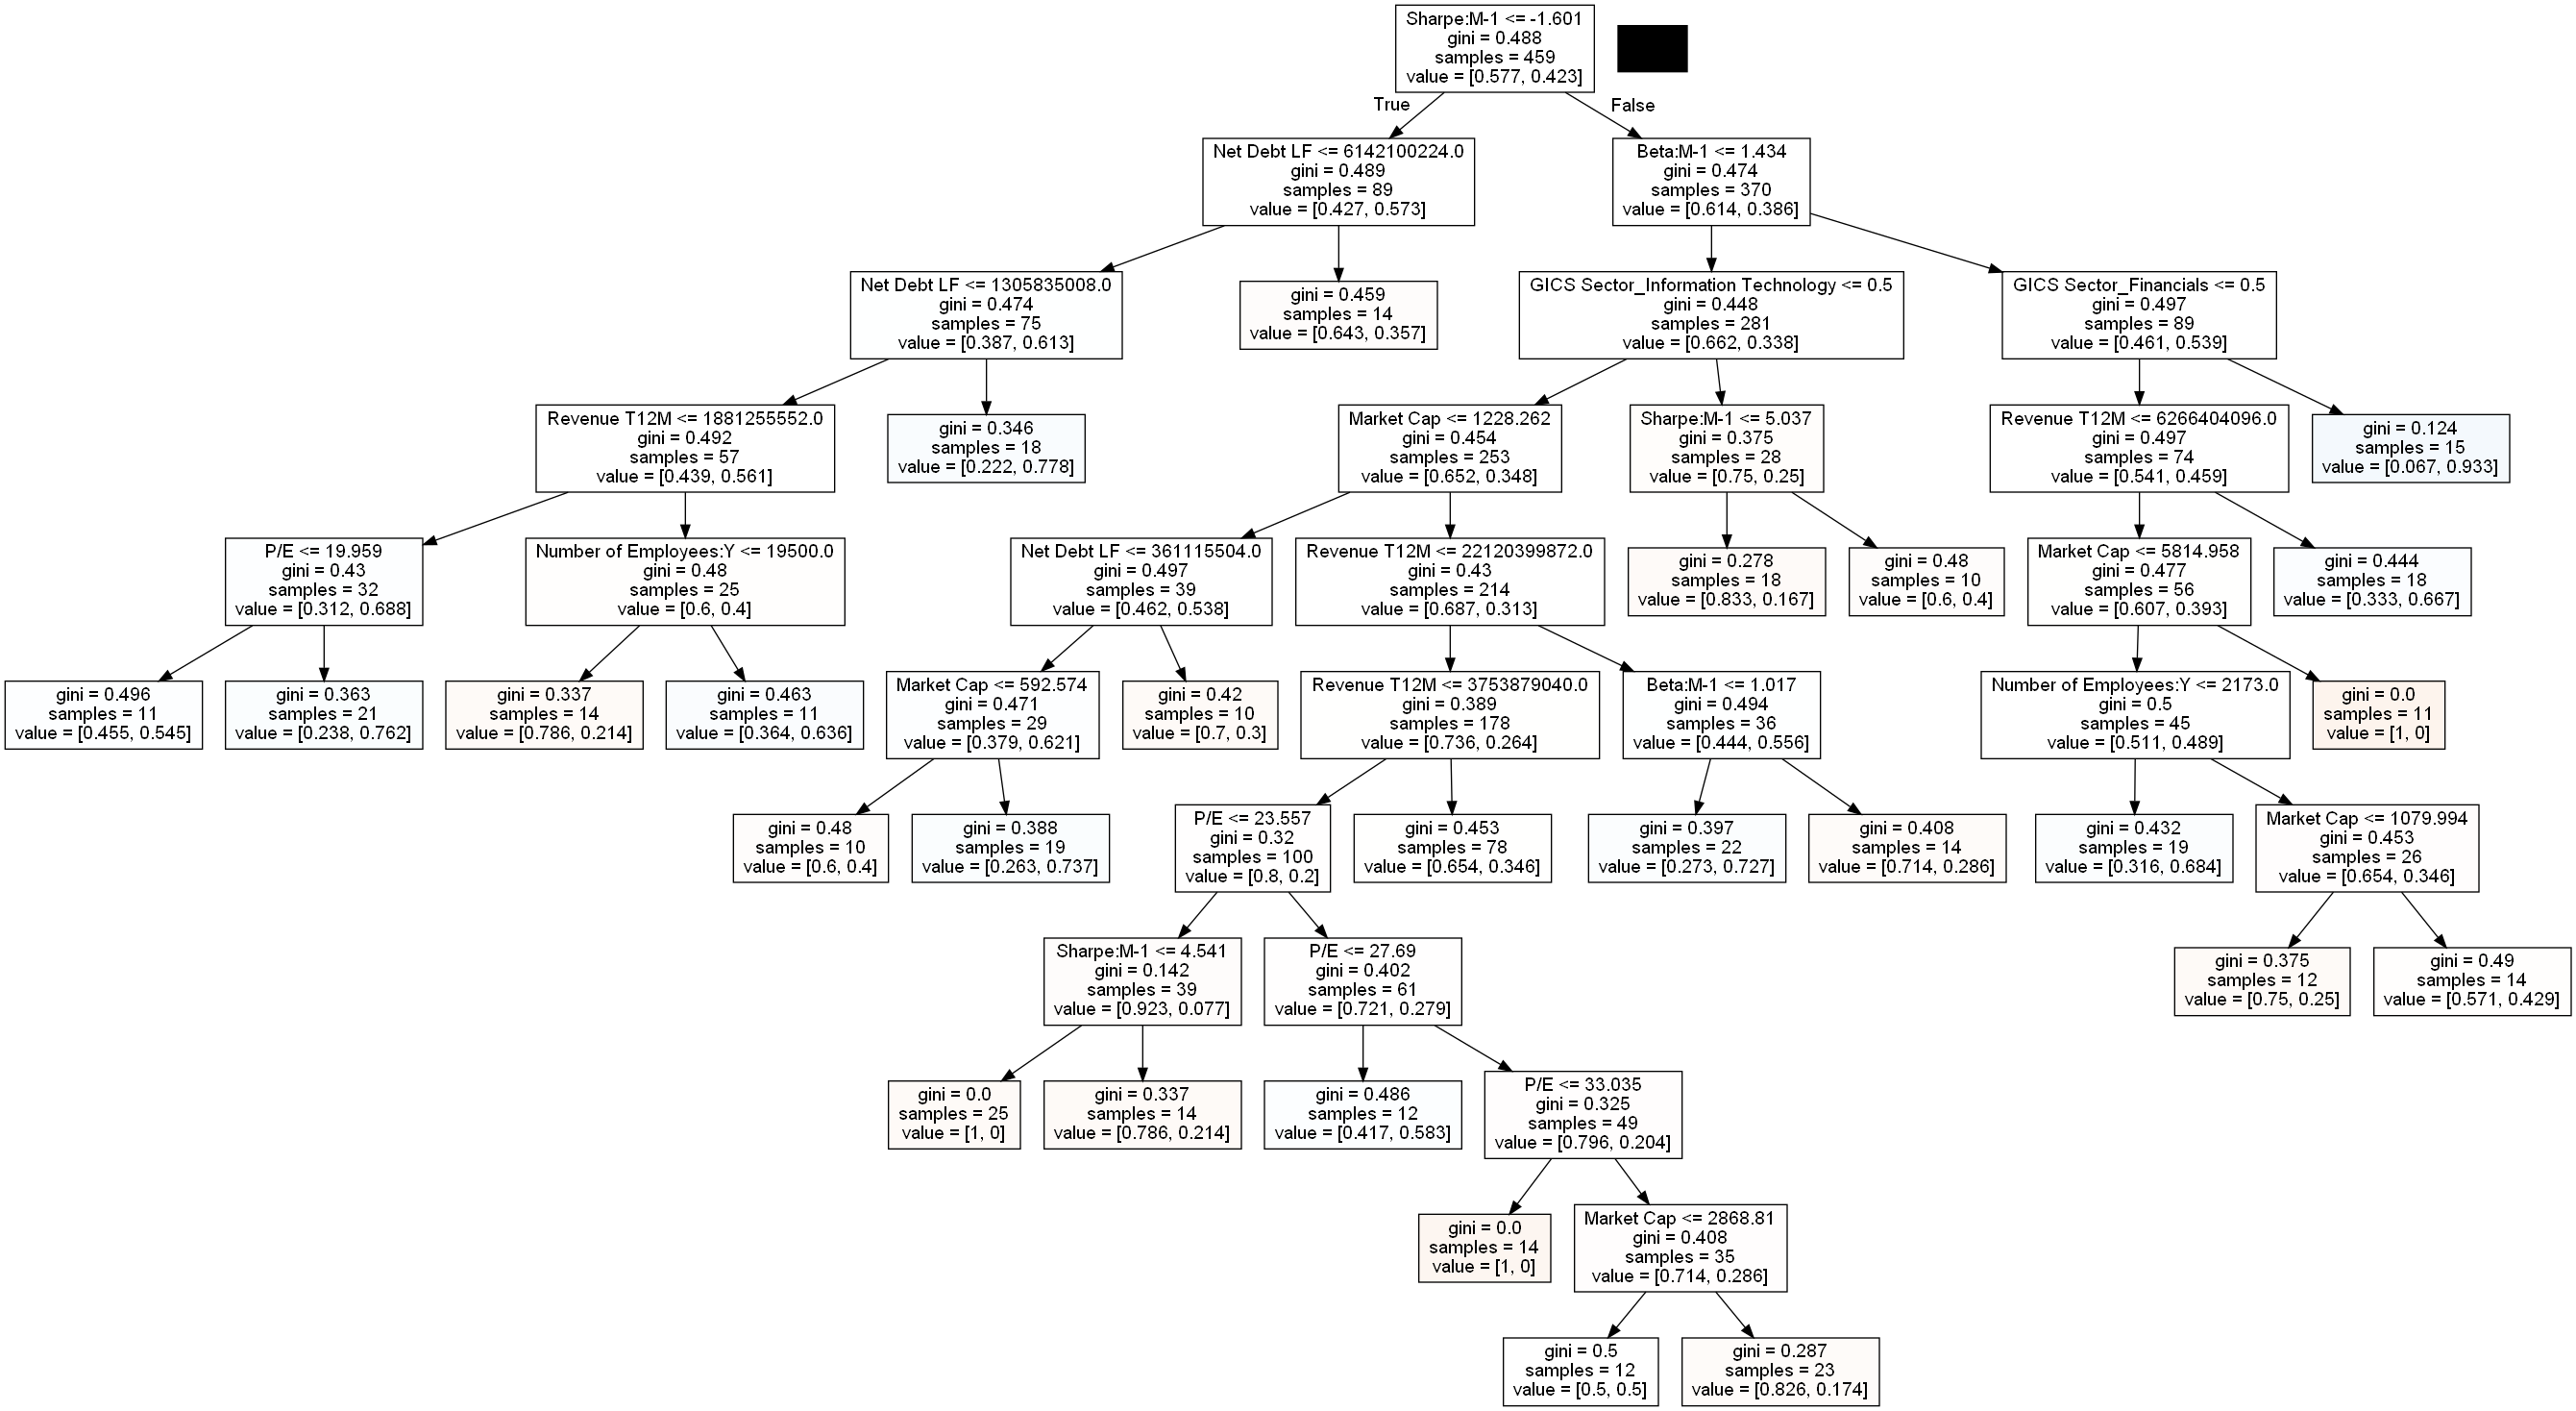 Sharpe:M-1 <= -1.601
gini = 0.488
samples = 459
value = [0.577, 0.423]
True
False
Net Debt LF <= 6142100224.0
gini = 0.489
samples = 89
value = [0.427, 0.573]
Beta:M-1 <= 1.434
gini = 0.474
samples = 370
value = [0.614, 0.386]
Net Debt LF <= 1305835008.0
gini = 0.474
samples = 75
value = [0.387, 0.613]
gini = 0.459
samples = 14
value = [0.643, 0.357]
GICS Sector_Information Technology <= 0.5
gini = 0.448
samples = 281
value = [0.662, 0.338]
GICS Sector_Financials <= 0.5
gini = 0.497
samples = 89
value = [0.461, 0.539]
Revenue T12M <= 1881255552.0
gini = 0.492
samples = 57
value = [0.439, 0.561]
gini = 0.346
samples = 18
value = [0.222, 0.778]
Market Cap <= 1228.262
gini = 0.454
samples = 253
value = [0.652, 0.348]
Sharpe:M-1 <= 5.037
gini = 0.375
samples = 28
value = [0.75, 0.25]
Revenue T12M <= 6266404096.0
gini = 0.497
samples = 74
value = [0.541, 0.459]
gini = 0.124
samples = 15
value = [0.067, 0.933]
P/E <= 19.959
gini = 0.43
samples = 32
value = [0.312, 0.688]
Number of Employees:Y <= 19500.0
gini = 0.48
samples = 25
value = [0.6, 0.4]
Net Debt LF <= 361115504.0
gini = 0.497
samples = 39
value = [0.462, 0.538]
Revenue T12M <= 22120399872.0
gini = 0.43
samples = 214
value = [0.687, 0.313]
gini = 0.278
samples = 18
value = [0.833, 0.167]
gini = 0.48
samples = 10
value = [0.6, 0.4]
Market Cap <= 5814.958
gini = 0.477
samples = 56
value = [0.607, 0.393]
gini = 0.444
samples = 18
value = [0.333, 0.667]
gini = 0.496
samples = 11
value = [0.455, 0.545]
gini = 0.363
samples = 21
value = [0.238, 0.762]
gini = 0.337
samples = 14
value = [0.786, 0.214]
gini = 0.463
samples = 11
value = [0.364, 0.636]
Market Cap <= 592.574
gini = 0.471
samples = 29
value = [0.379, 0.621]
gini = 0.42
samples = 10
value = [0.7, 0.3]
Revenue T12M <= 3753879040.0
gini = 0.389
samples = 178
value = [0.736, 0.264]
Beta:M-1 <= 1.017
gini = 0.494
samples = 36
value = [0.444, 0.556]
Number of Employees:Y <= 2173.0
gini = 0.5
samples = 45
value = [0.511, 0.489]
gini = 0.0
samples = 11
value = [1, 0]
gini = 0.48
samples = 10
value = [0.6, 0.4]
gini = 0.388
samples = 19
value = [0.263, 0.737]
P/E <= 23.557
gini = 0.32
samples = 100
value = [0.8, 0.2]
gini = 0.453
samples = 78
value = [0.654, 0.346]
gini = 0.397
samples = 22
value = [0.273, 0.727]
gini = 0.408
samples = 14
value = [0.714, 0.286]
gini = 0.432
samples = 19
value = [0.316, 0.684]
Market Cap <= 1079.994
gini = 0.453
samples = 26
value = [0.654, 0.346]
Sharpe:M-1 <= 4.541
gini = 0.142
samples = 39
value = [0.923, 0.077]
P/E <= 27.69
gini = 0.402
samples = 61
value = [0.721, 0.279]
gini = 0.375
samples = 12
value = [0.75, 0.25]
gini = 0.49
samples = 14
value = [0.571, 0.429]
gini = 0.0
samples = 25
value = [1, 0]
gini = 0.337
samples = 14
value = [0.786, 0.214]
gini = 0.486
samples = 12
value = [0.417, 0.583]
P/E <= 33.035
gini = 0.325
samples = 49
value = [0.796, 0.204]
gini = 0.0
samples = 14
value = [1, 0]
Market Cap <= 2868.81
gini = 0.408
samples = 35
value = [0.714, 0.286]
gini = 0.5
samples = 12
value = [0.5, 0.5]
gini = 0.287
samples = 23
value = [0.826, 0.174]